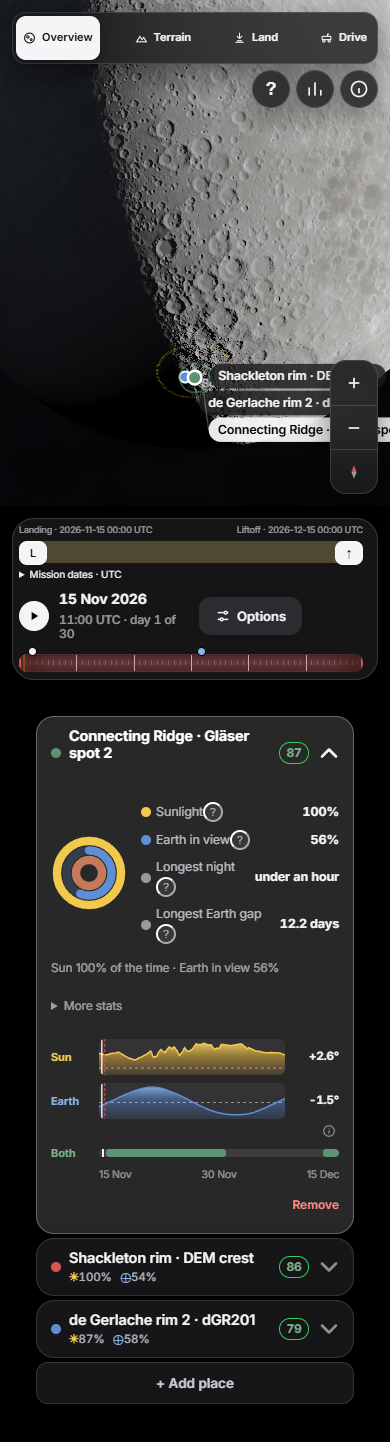 Overview
Terrain
Land
Drive
?
Shackleton rim · DE
de Gerlache rim 2 · d
Connecting Ridge ·
spo
+
−
Landing · 2026-11-15 00:00 UTC
Liftoff · 2026-12-15 00:00 UTC
L
↑
Mission dates · UTC
15 Nov 2026
11:00 UTC · day 1 of
30
Options
Connecting Ridge · Gläser
spot 2
87
Sunlight ?
100%
Earth in view ?
56%
Longest night
?
under an hour
Longest Earth gap
?
12.2 days
Sun 100% of the time · Earth in view 56%
More stats
Sun
+2.6°
Earth
-1.5°
Both
15 Nov
30 Nov
15 Dec
Remove
Shackleton rim · DEM crest
☀100% ⊕54%
86
de Gerlache rim 2 · dGR201
☀87% ⊕58%
79
+ Add place